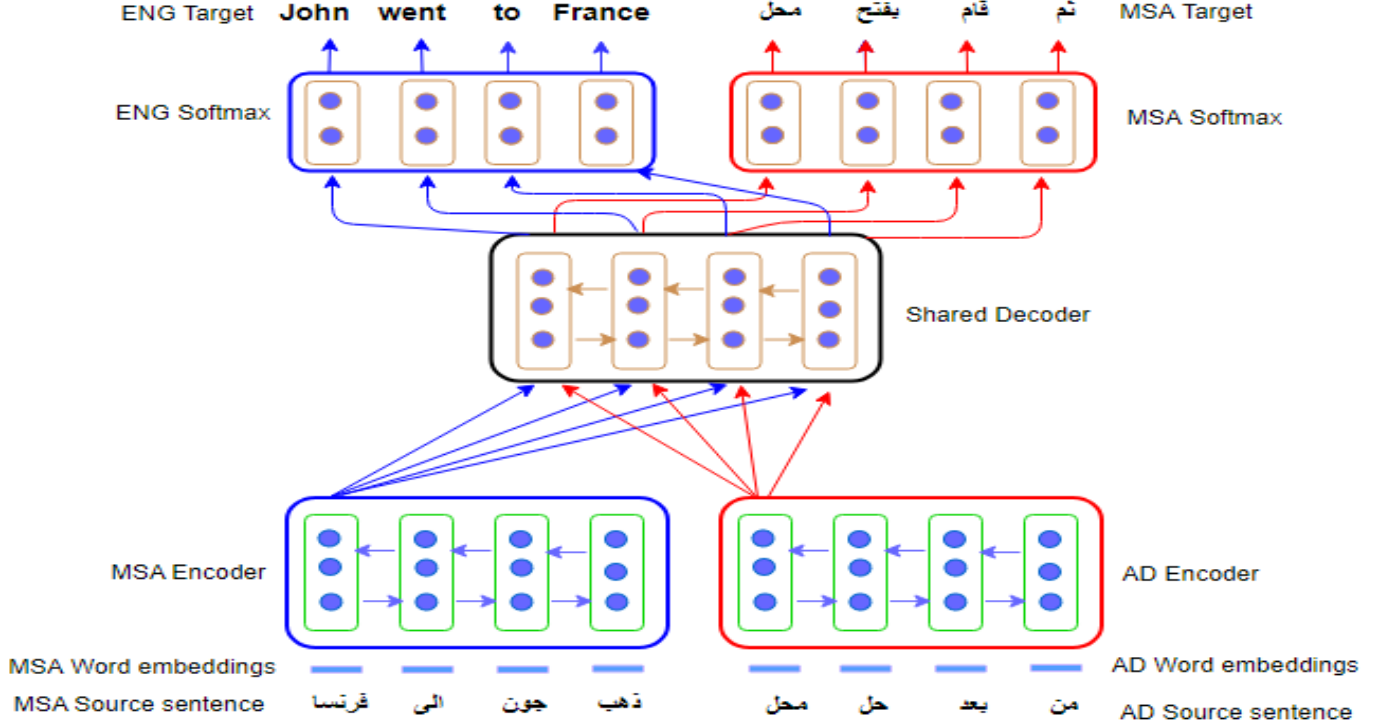 ENG Target John went to France محل يفتح قام ثم MSA Target
ENG Softmax MSA Softmax
Shared Decoder
MSA Encoder AD Encoder
MSA Word embeddings AD Word embeddings
MSA Source sentence فرنسا الى جون ذهب محل حل بعد من AD Source sentence